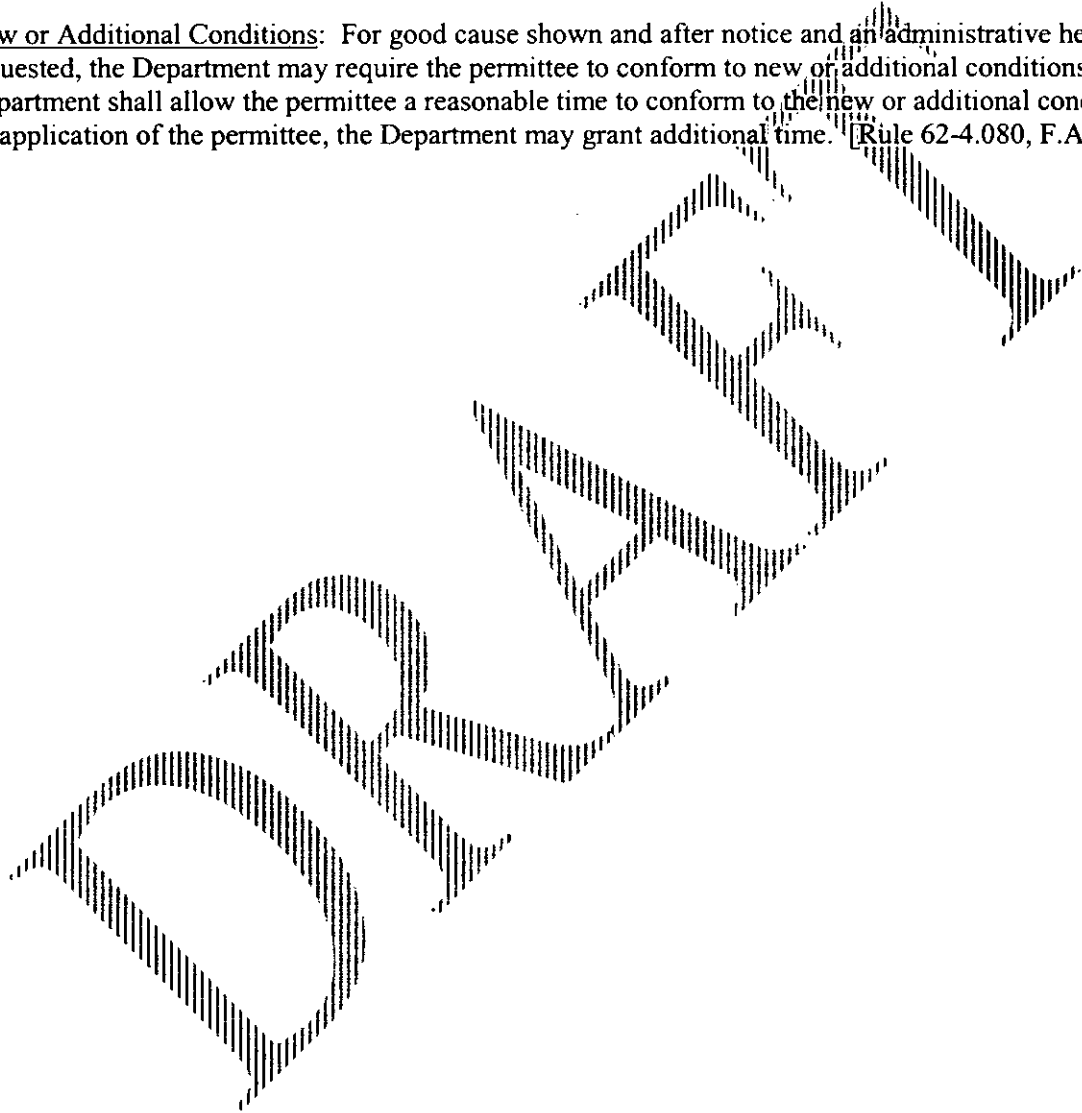 w or Additional Conditions: For good cause shown and after notice and an administrative he
uested, the Department may require the permittee to conform to new or additional conditions
partment shall allow the permittee a reasonable time to conform to the new or additional con
application of the permittee, the Department may grant additional time. [Rule 62-4.080, F.A
DRAFT